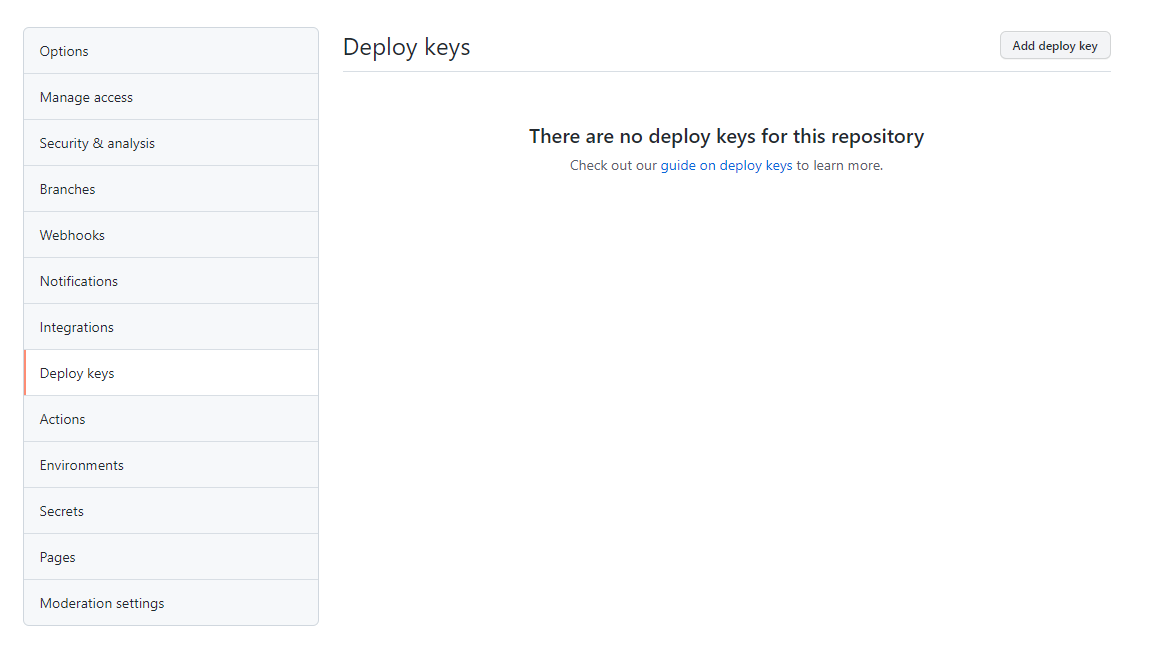 Options
Manage access
Security & analysis
Branches
Webhooks
Notifications
Integrations
Deploy keys
Actions
Environments
Secrets
Pages
Moderation settings
Deploy keys
Add deploy key
There are no deploy keys for this repository
Check out our guide on deploy keys to learn more.